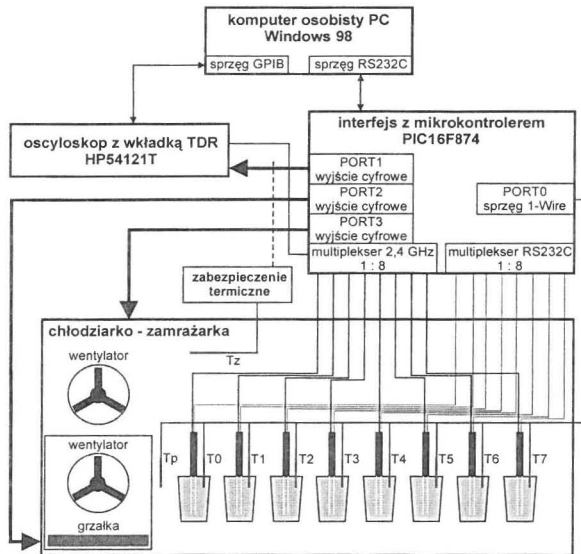 komputer osobisty PC
Windows 98
sprzęg GPIB
sprzęg RS232C
oscyloskop z wkładką TDR
HP54121T
interfejs z mikrokontrolerem
PIC16F874
PORT1
wyjście cyfrowe
PORT2
wyjście cyfrowe
PORT3
wyjście cyfrowe
PORT0
sprzęg 1-Wire
multiplekser 2,4 GHz
1 : 8
multiplekser RS232C
1 : 8
zabezpieczenie
termiczne
chłodziarko - zamrażarka
wentylator
Tz
wentylator
grzałka
Tp
T0
T1
T2
T3
T4
T5
T6
T7